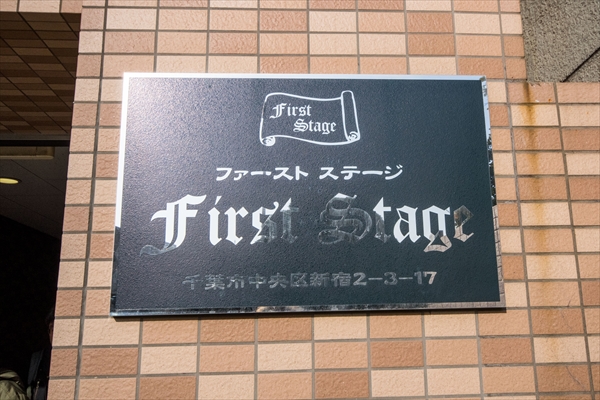 First
Stage
ファースト ステージ
First Stage
千葉市中央区新宿2-3-17